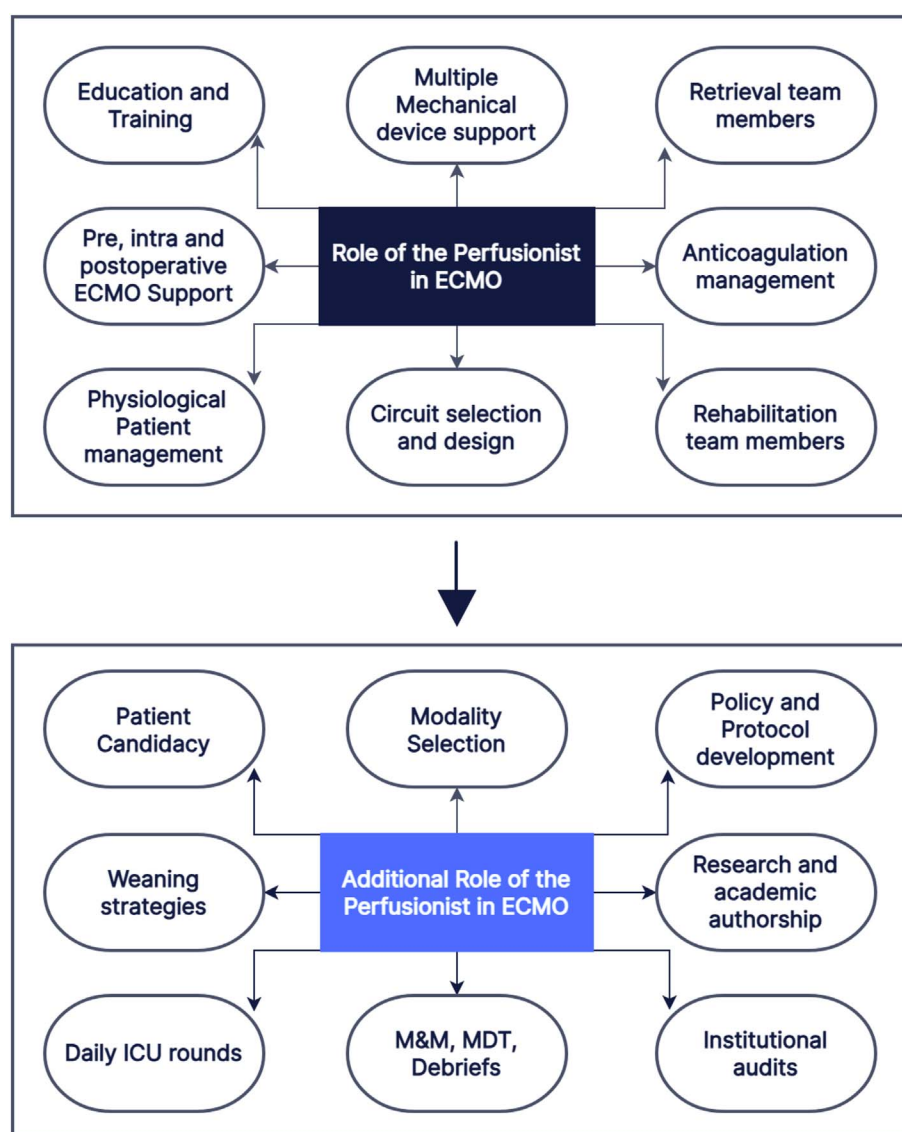 Education and
Training
Multiple
Mechanical
device support
Retrieval team
members
Pre, intra and
postoperative
ECMO Support
Role of the Perfusionist
in ECMO
Anticoagulation
management
Physiological
Patient
management
Circuit selection
and design
Rehabilitation
team members
Patient
Candidacy
Modality
Selection
Policy and
Protocol
development
Weaning
strategies
Additional Role of the
Perfusionist in ECMO
Research and
academic
authorship
Daily ICU rounds
M&M, MDT,
Debriefs
Institutional
audits